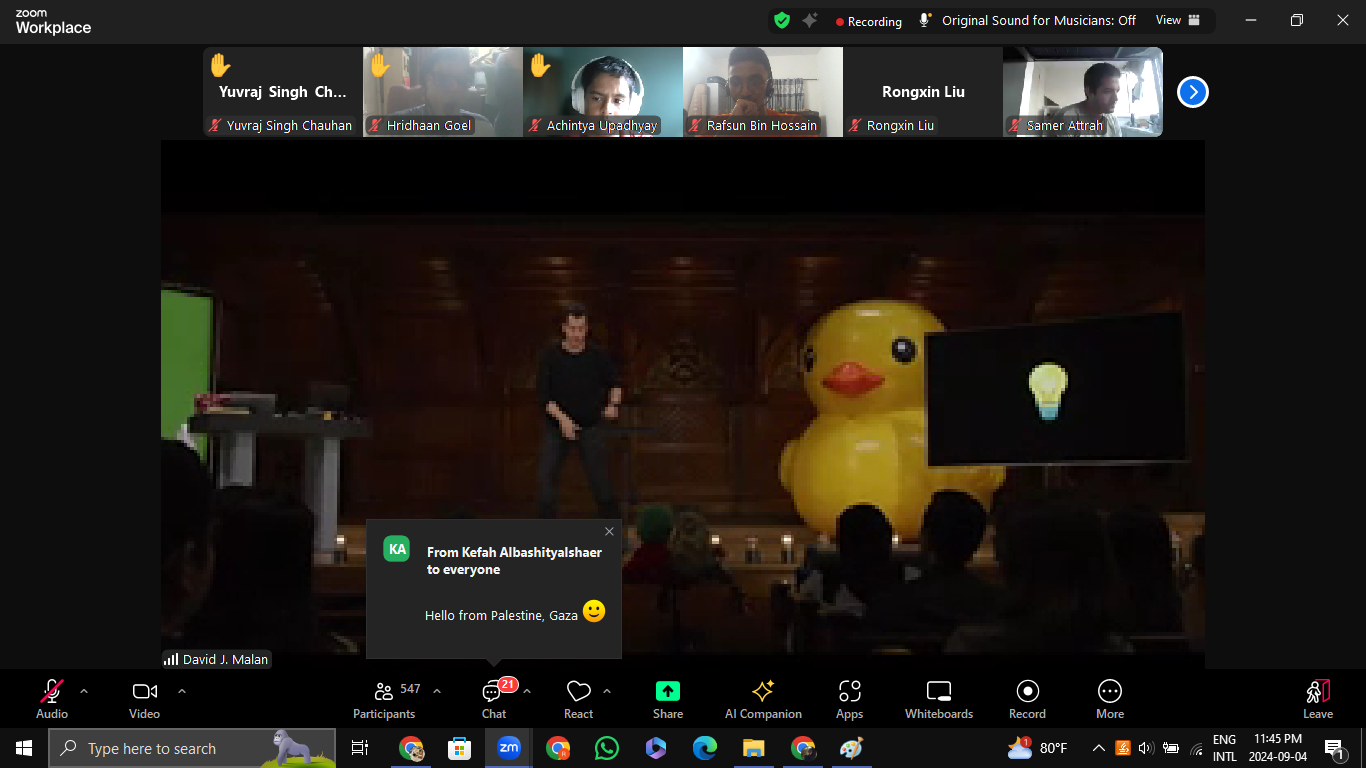 zoom
Workplace
Recording
Original Sound for Musicians: Off
View
Yuvraj Singh Ch...
Rongxin Liu
Yuvraj Singh Chauhan
Hridhaan Goel
Achintya Upadhyay
Rafsun Bin Hossain
Rongxin Liu
Samer Attrah
KA
From Kefah Albashityalshaer
to everyone
Hello from Palestine, Gaza
David J. Malan
547
21
Audio
Video
Participants
Chat
React
Share
AI Companion
Apps
Whiteboards
Record
More
Leave
Type here to search
zm
1
80°F
ENG
INTL
11:45 PM
2024-09-04
1